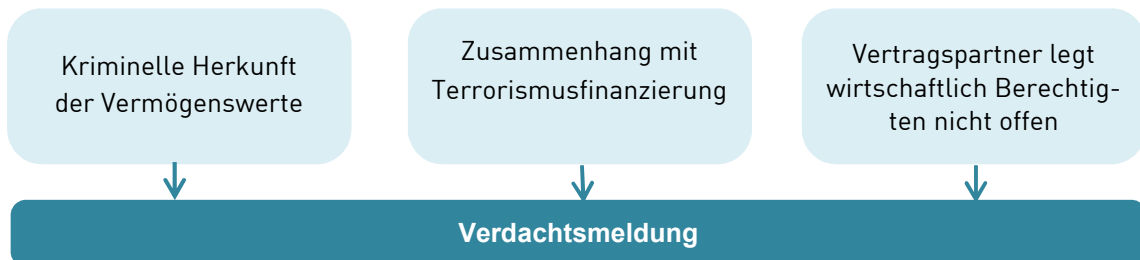 Kriminelle Herkunft
der Vermögenswerte
Zusammenhang mit
Terrorismusfinanzierung
Vertragspartner legt
wirtschaftlich Berechtig-
ten nicht offen
Verdachtsmeldung